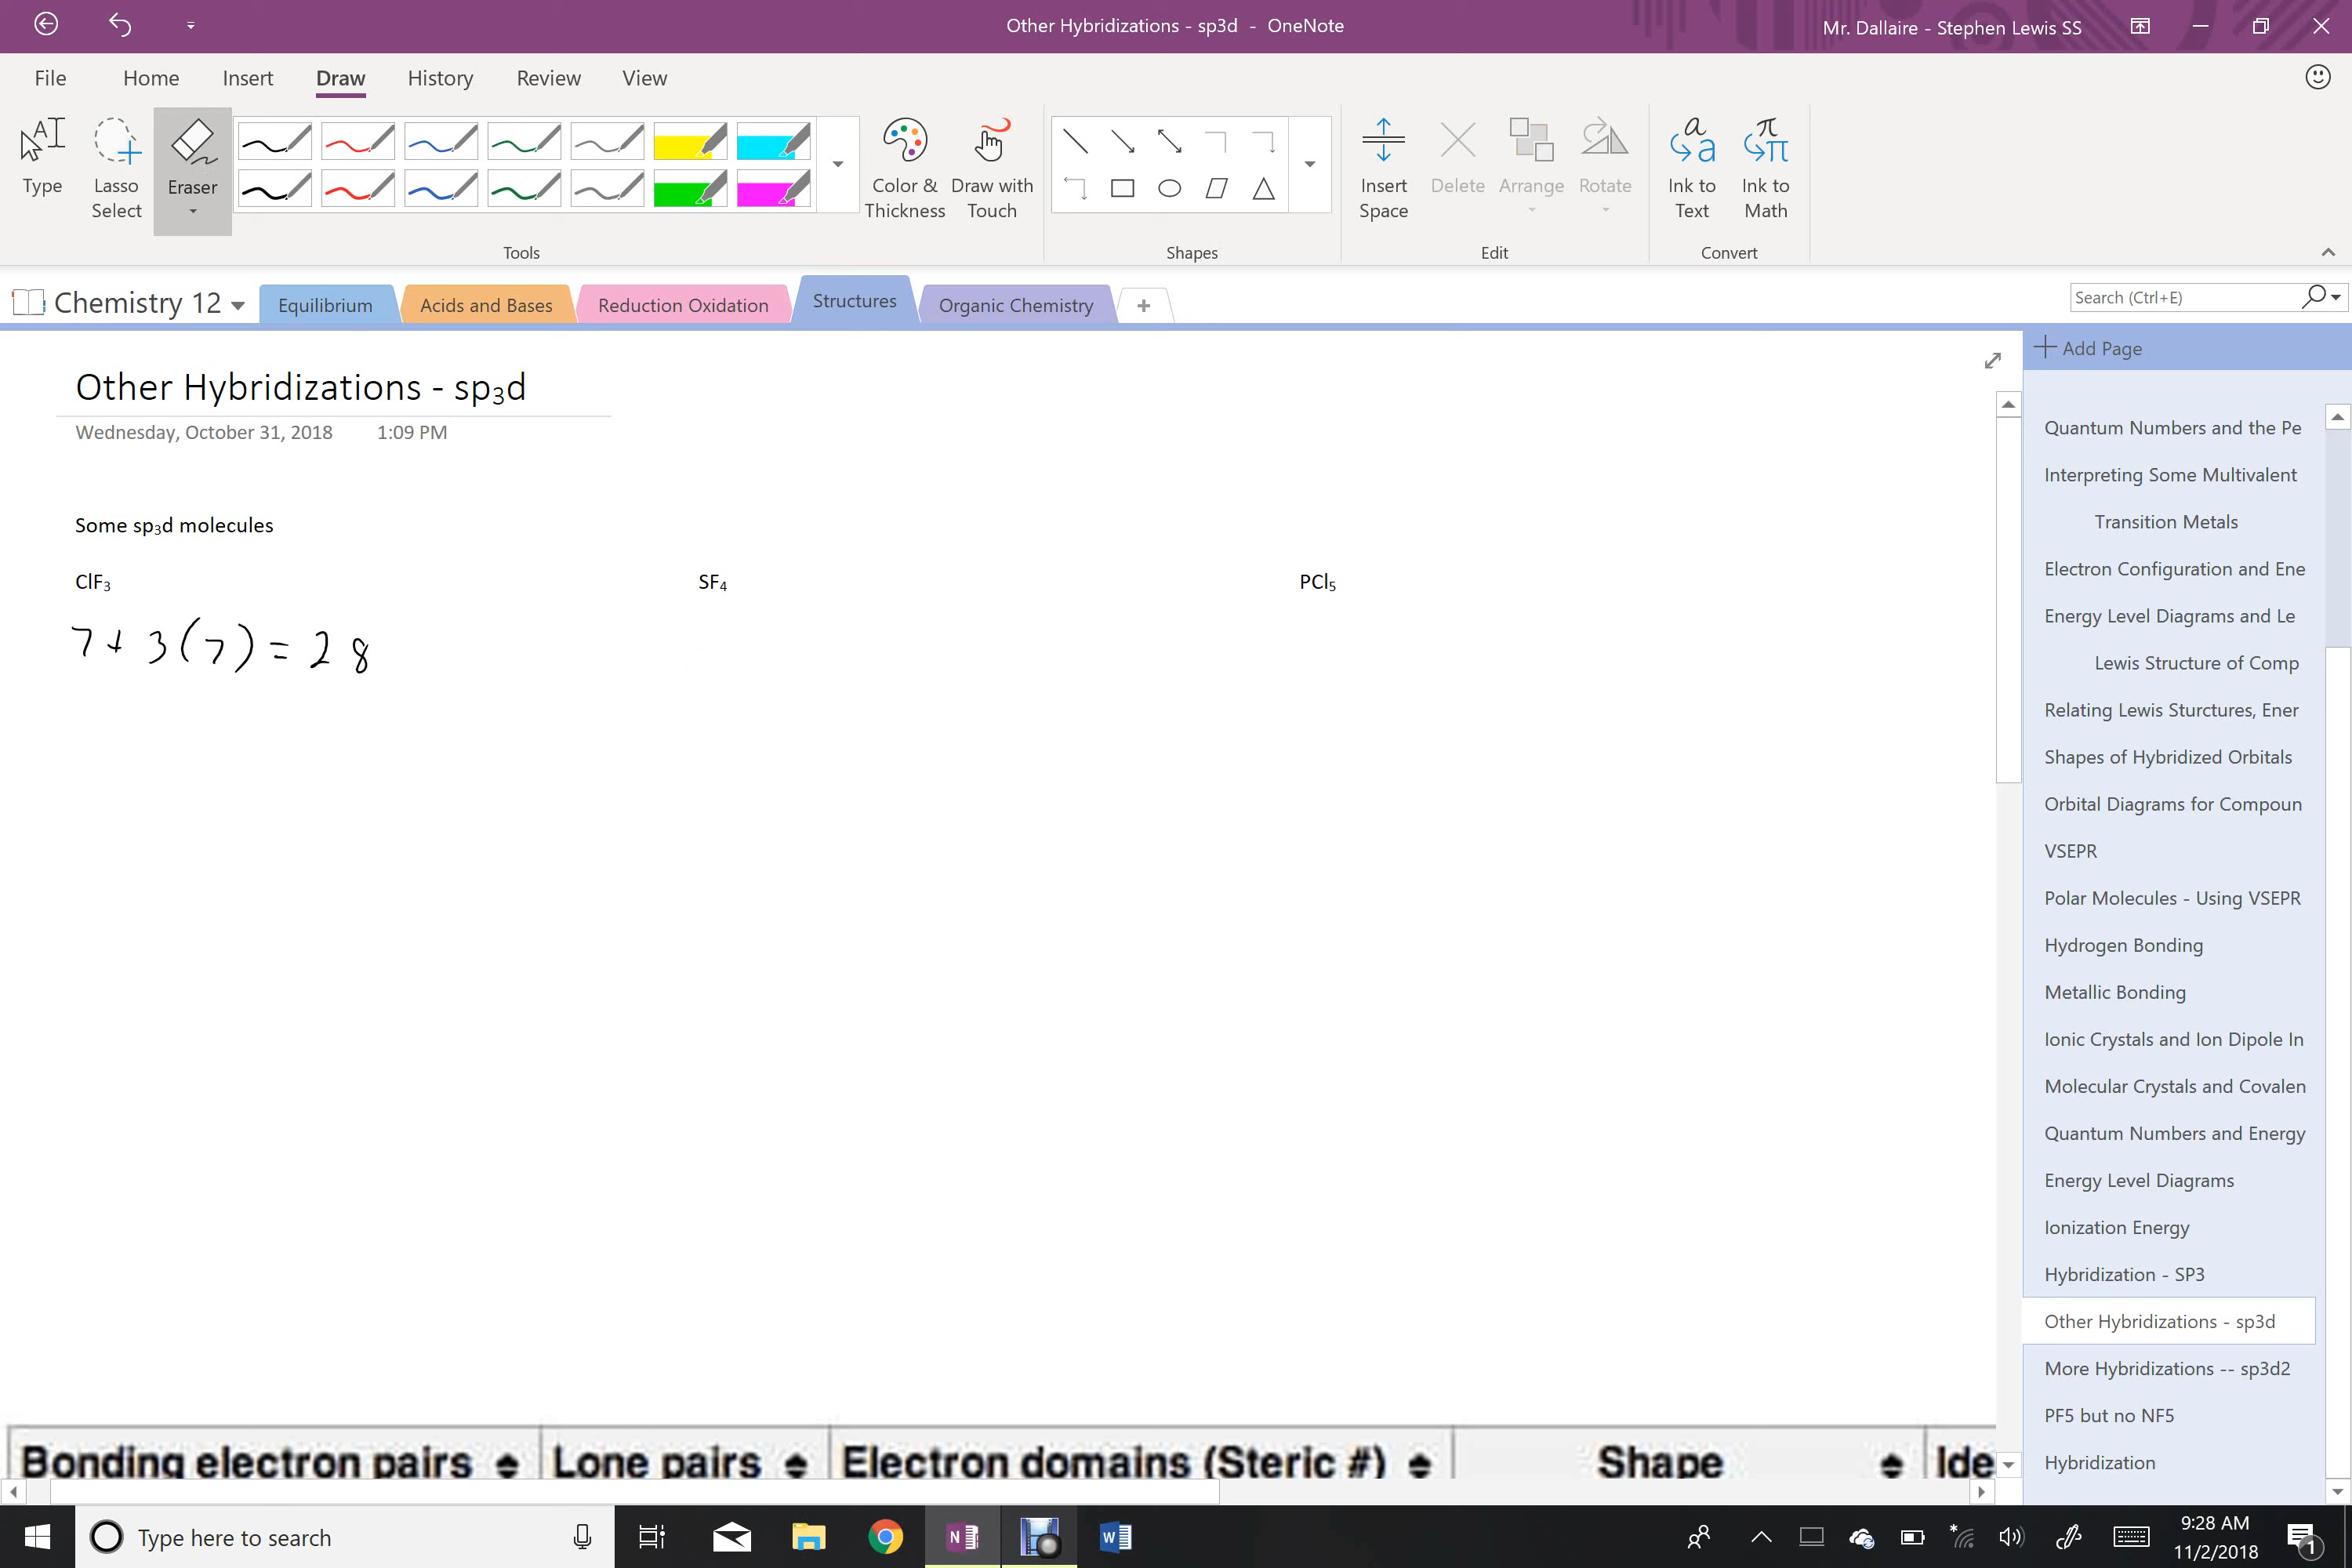 Other Hybridizations - sp3d - OneNote
Mr. Dallaire - Stephen Lewis SS
File Home Insert Draw History Review View
Type
Lasso Select
Eraser
Color & Thickness
Draw with Touch
Insert Space
Delete
Arrange
Rotate
Ink to Text
Ink to Math
Tools
Shapes
Edit
Convert
Chemistry 12
Equilibrium
Acids and Bases
Reduction Oxidation
Structures
Organic Chemistry
+
Search (Ctrl+E)
Other Hybridizations - sp₃d
Wednesday, October 31, 2018 1:09 PM
Some sp₃d molecules
ClF₃ SF₄ PCl₅
7 + 3(7) = 28
Bonding electron pairs Lone pairs Electron domains (Steric #) Shape Ide
Add Page
Quantum Numbers and the Pe
Interpreting Some Multivalent
Transition Metals
Electron Configuration and Ene
Energy Level Diagrams and Le
Lewis Structure of Comp
Relating Lewis Sturctures, Ener
Shapes of Hybridized Orbitals
Orbital Diagrams for Compoun
VSEPR
Polar Molecules - Using VSEPR
Hydrogen Bonding
Metallic Bonding
Ionic Crystals and Ion Dipole In
Molecular Crystals and Covalen
Quantum Numbers and Energy
Energy Level Diagrams
Ionization Energy
Hybridization - SP3
Other Hybridizations - sp3d
More Hybridizations -- sp3d2
PF5 but no NF5
Hybridization
Type here to search
9:28 AM
11/2/2018
1